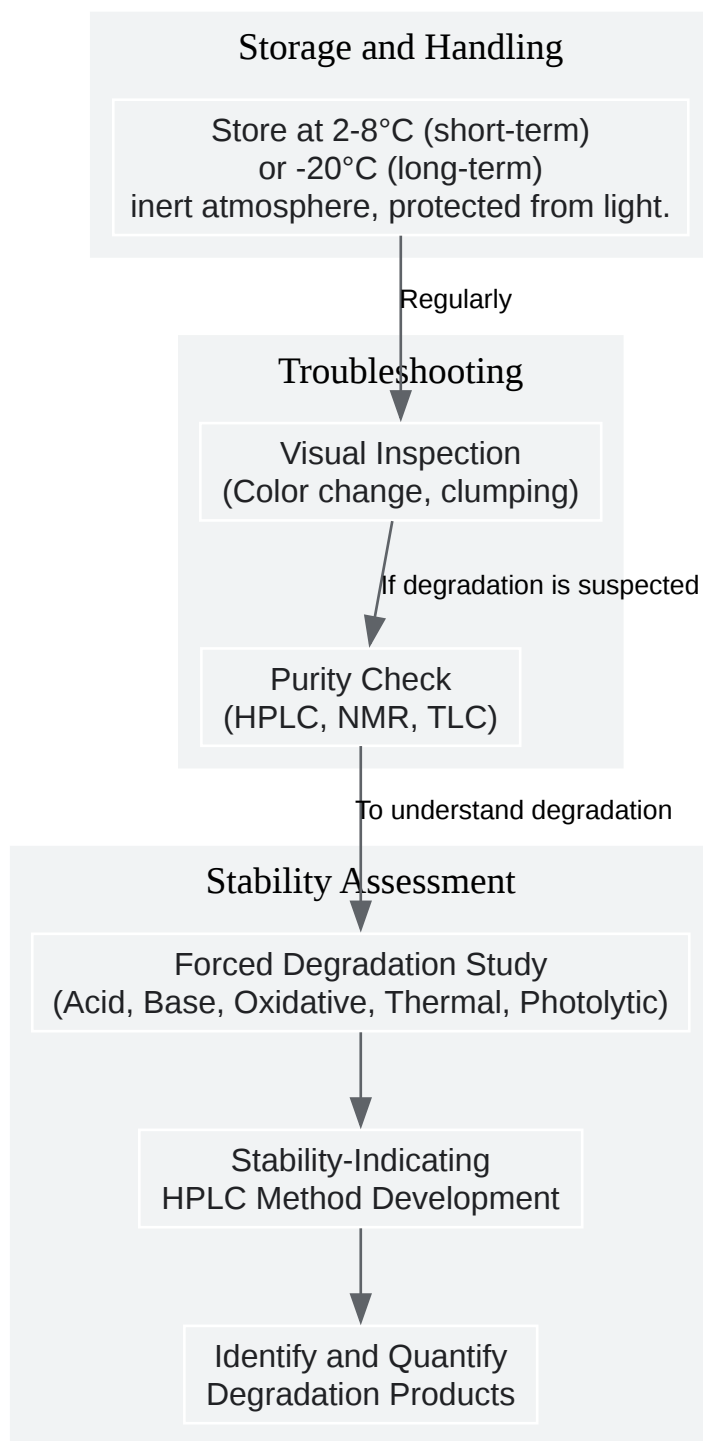 Storage and Handling
Store at 2-8°C (short-term)
or -20°C (long-term)
inert atmosphere, protected from light.
Regularly
Troubleshooting
Visual Inspection
(Color change, clumping)
If degradation is suspected
Purity Check
(HPLC, NMR, TLC)
To understand degradation
Stability Assessment
Forced Degradation Study
(Acid, Base, Oxidative, Thermal, Photolytic)
Stability-Indicating
HPLC Method Development
Identify and Quantify
Degradation Products